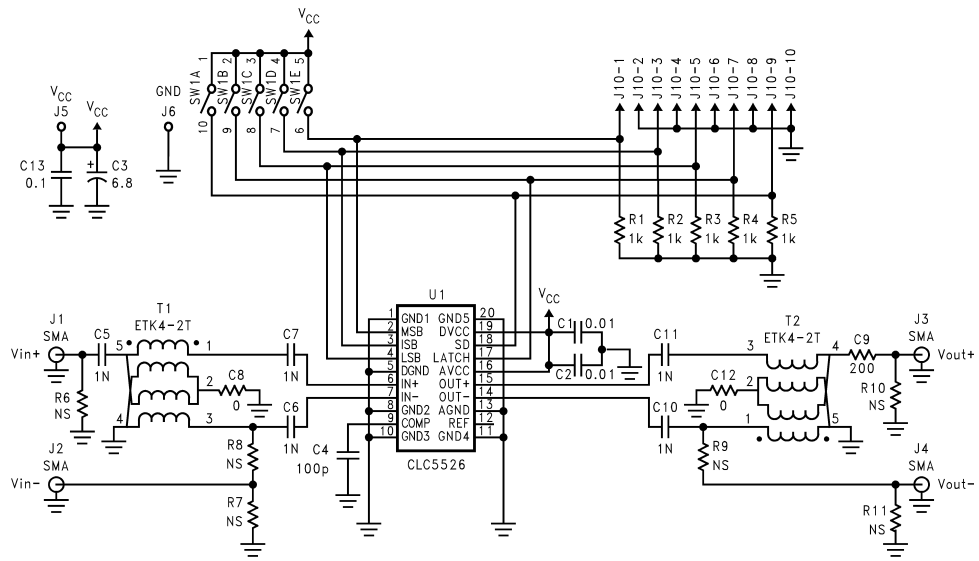 V_CC
SW1A 1
SW1B 2
SW1C 3
SW1D 4
SW1E 5
10 9 8 7 6
J10-1
J10-2
J10-3
J10-4
J10-5
J10-6
J10-7
J10-8
J10-9
J10-10
V_CC
J5
V_CC
GND
J6
C13
0.1
+
C3
6.8
R1
1k
R2
1k
R3
1k
R4
1k
R5
1k
U1
1 GND1 GND5 20
2 MSB DVCC 19
3 ISB SD 18
4 LSB LATCH 17
5 DGND AVCC 16
6 IN+ OUT+ 15
7 IN- OUT- 14
8 GND2 AGND 13
9 COMP REF 12
10 GND3 GND4 11
CLC5526
V_CC
C1 0.01
C2 0.01
J1
SMA
Vin+
C5
1N
R6
NS
T1
ETK4-2T
5
1
2
4
3
C7
1N
C8
0
C6
1N
R8
NS
R7
NS
J2
SMA
Vin-
C4
100p
C11
1N
C10
1N
C12
0
R9
NS
T2
ETK4-2T
3
4
2
1
5
C9
200
R10
NS
J3
SMA
Vout+
J4
SMA
Vout-
R11
NS